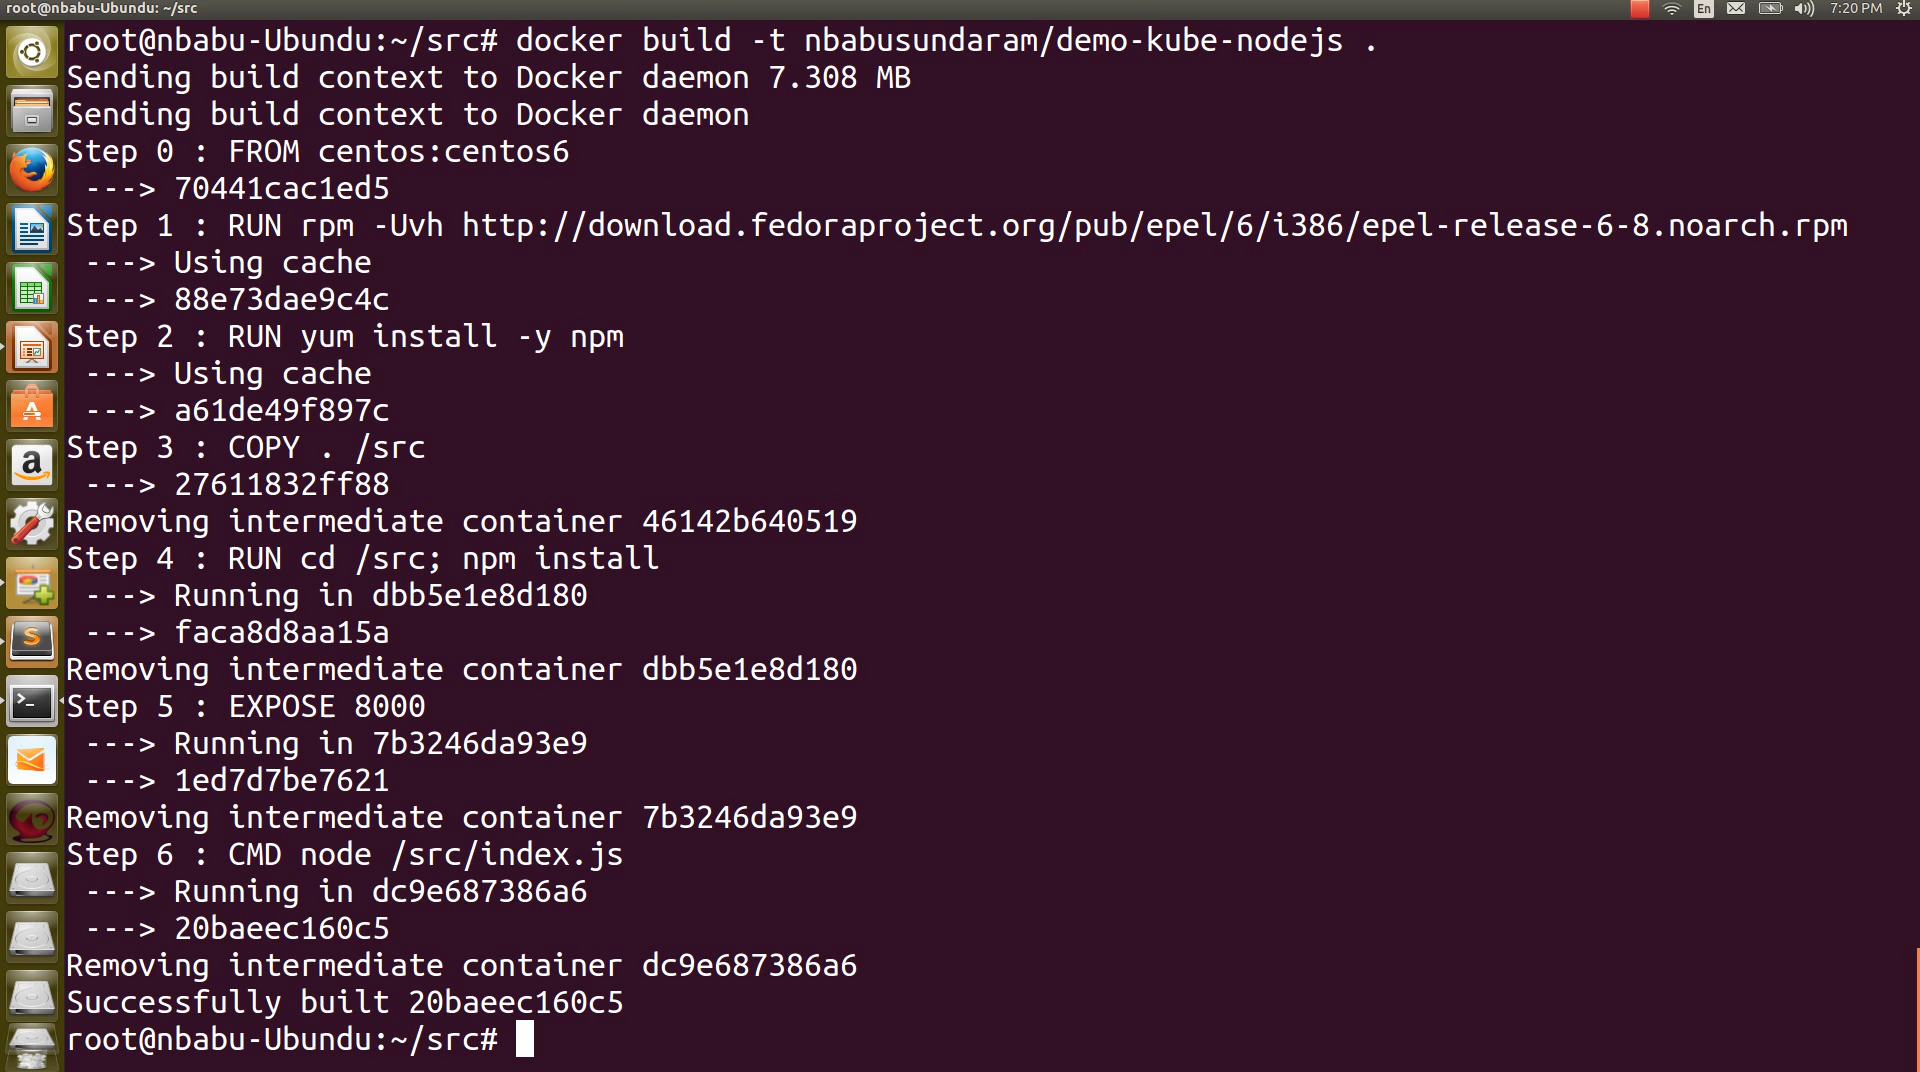 root@nbabu-Ubundu: ~/src
En
7:20 PM
root@nbabu-Ubundu:~/src# docker build -t nbabusundaram/demo-kube-nodejs .
Sending build context to Docker daemon 7.308 MB
Sending build context to Docker daemon
Step 0 : FROM centos:centos6
 ---> 70441cac1ed5
Step 1 : RUN rpm -Uvh http://download.fedoraproject.org/pub/epel/6/i386/epel-release-6-8.noarch.rpm
 ---> Using cache
 ---> 88e73dae9c4c
Step 2 : RUN yum install -y npm
 ---> Using cache
 ---> a61de49f897c
Step 3 : COPY . /src
 ---> 27611832ff88
Removing intermediate container 46142b640519
Step 4 : RUN cd /src; npm install
 ---> Running in dbb5e1e8d180
 ---> faca8d8aa15a
Removing intermediate container dbb5e1e8d180
Step 5 : EXPOSE 8000
 ---> Running in 7b3246da93e9
 ---> 1ed7d7be7621
Removing intermediate container 7b3246da93e9
Step 6 : CMD node /src/index.js
 ---> Running in dc9e687386a6
 ---> 20baeec160c5
Removing intermediate container dc9e687386a6
Successfully built 20baeec160c5
root@nbabu-Ubundu:~/src#